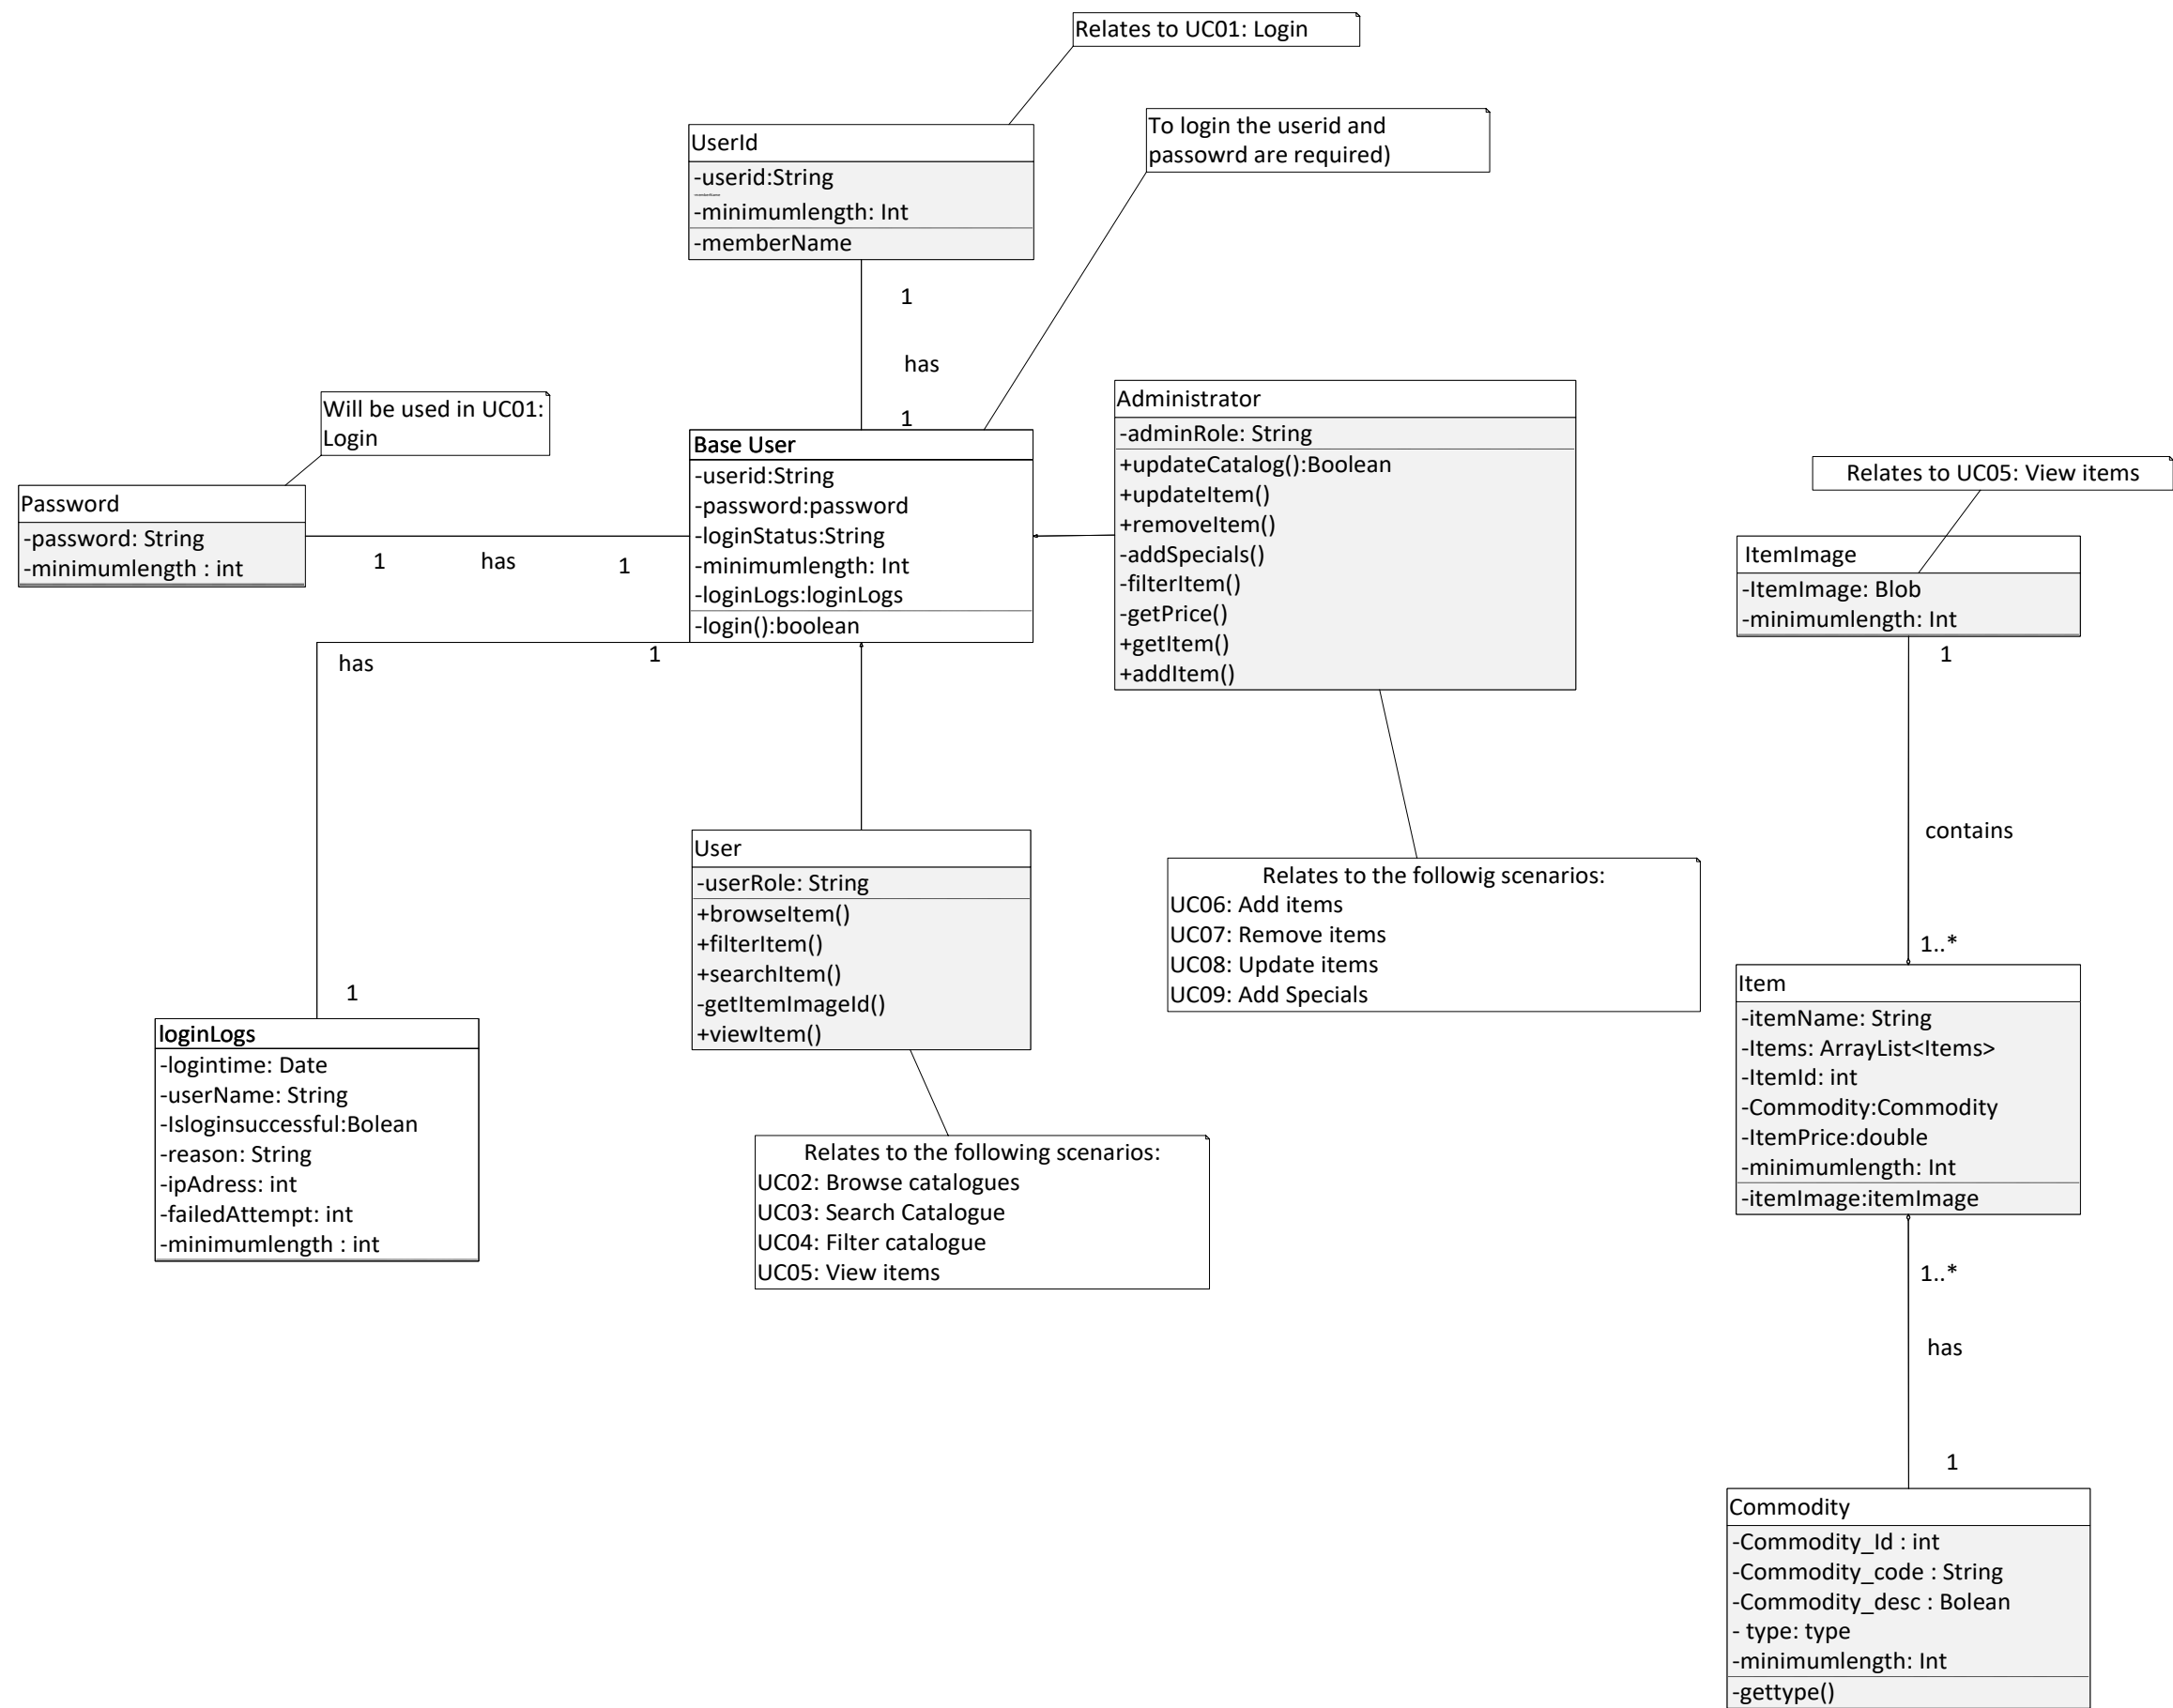 Relates to UC01: Login
To login the userid and
passowrd are required)
UserId
-userid:String
-memberName
-minimumlength: Int
-memberName
1
has
1
Will be used in UC01:
Login
Password
-password: String
-minimumlength : int
1 has 1
Base User
-userid:String
-password:password
-loginStatus:String
-minimumlength: Int
-loginLogs:loginLogs
-login():boolean
Administrator
-adminRole: String
+updateCatalog():Boolean
+updateItem()
+removeItem()
-addSpecials()
-filterItem()
-getPrice()
+getItem()
+addItem()
Relates to UC05: View items
ItemImage
-ItemImage: Blob
-minimumlength: Int
1
contains
1..*
has
1
1
loginLogs
-logintime: Date
-userName: String
-Isloginsuccessful:Bolean
-reason: String
-ipAdress: int
-failedAttempt: int
-minimumlength : int
User
-userRole: String
+browseItem()
+filterItem()
+searchItem()
-getItemImageId()
+viewItem()
Relates to the followig scenarios:
UC06: Add items
UC07: Remove items
UC08: Update items
UC09: Add Specials
Relates to the following scenarios:
UC02: Browse catalogues
UC03: Search Catalogue
UC04: Filter catalogue
UC05: View items
Item
-itemName: String
-Items: ArrayList<Items>
-ItemId: int
-Commodity:Commodity
-ItemPrice:double
-minimumlength: Int
-itemImage:itemImage
1..*
has
1
Commodity
-Commodity_Id : int
-Commodity_code : String
-Commodity_desc : Bolean
- type: type
-minimumlength: Int
-gettype()